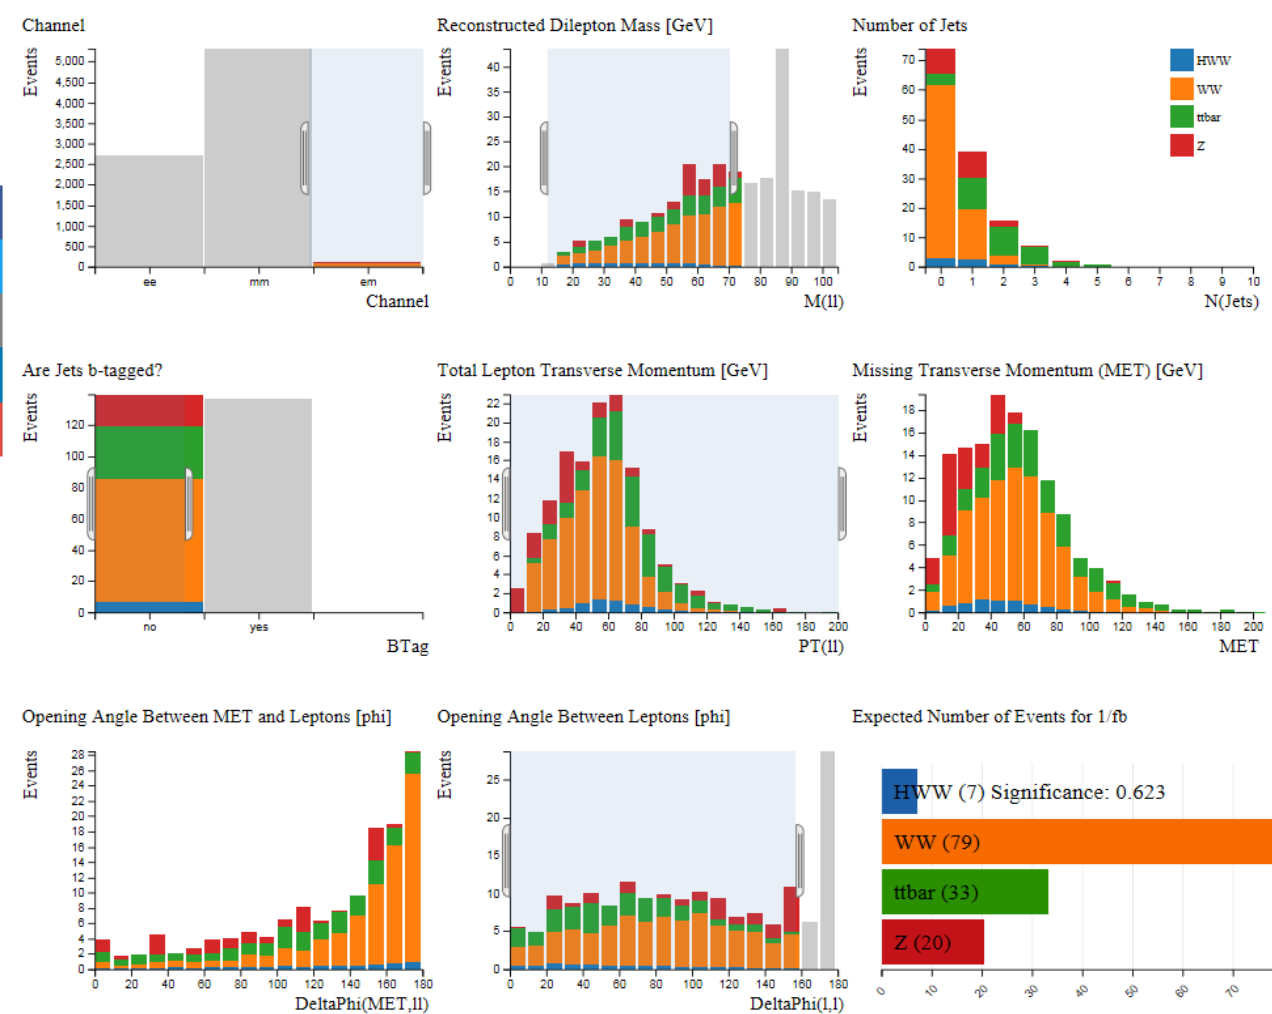 Channel
Events
5,000
4,500
4,000
3,500
3,000
2,500
2,000
1,500
1,000
500
0
ee mm em
Channel
Reconstructed Dilepton Mass [GeV]
Events
40
35
30
25
20
15
10
5
0
0 10 20 30 40 50 60 70 80 90 100
M(ll)
Number of Jets
Events
70
60
50
40
30
20
10
0
0 1 2 3 4 5 6 7 8 9 10
N(Jets)
HWW
WW
ttbar
Z
Are Jets b-tagged?
Events
120
100
80
60
40
20
0
no yes
BTag
Total Lepton Transverse Momentum [GeV]
Events
22
20
18
16
14
12
10
8
6
4
2
0
0 20 40 60 80 100 120 140 160 180 200
PT(ll)
Missing Transverse Momentum (MET) [GeV]
Events
18
16
14
12
10
8
6
4
2
0
0 20 40 60 80 100 120 140 160 180 200
MET
Opening Angle Between MET and Leptons [phi]
Events
28
26
24
22
20
18
16
14
12
10
8
6
4
2
0
0 20 40 60 80 100 120 140 160 180
DeltaPhi(MET,ll)
Opening Angle Between Leptons [phi]
Events
25
20
15
10
5
0
0 20 40 60 80 100 120 140 160 180
DeltaPhi(l,l)
Expected Number of Events for 1/fb
HWW (7) Significance: 0.623
WW (79)
ttbar (33)
Z (20)
0 10 20 30 40 50 60 70